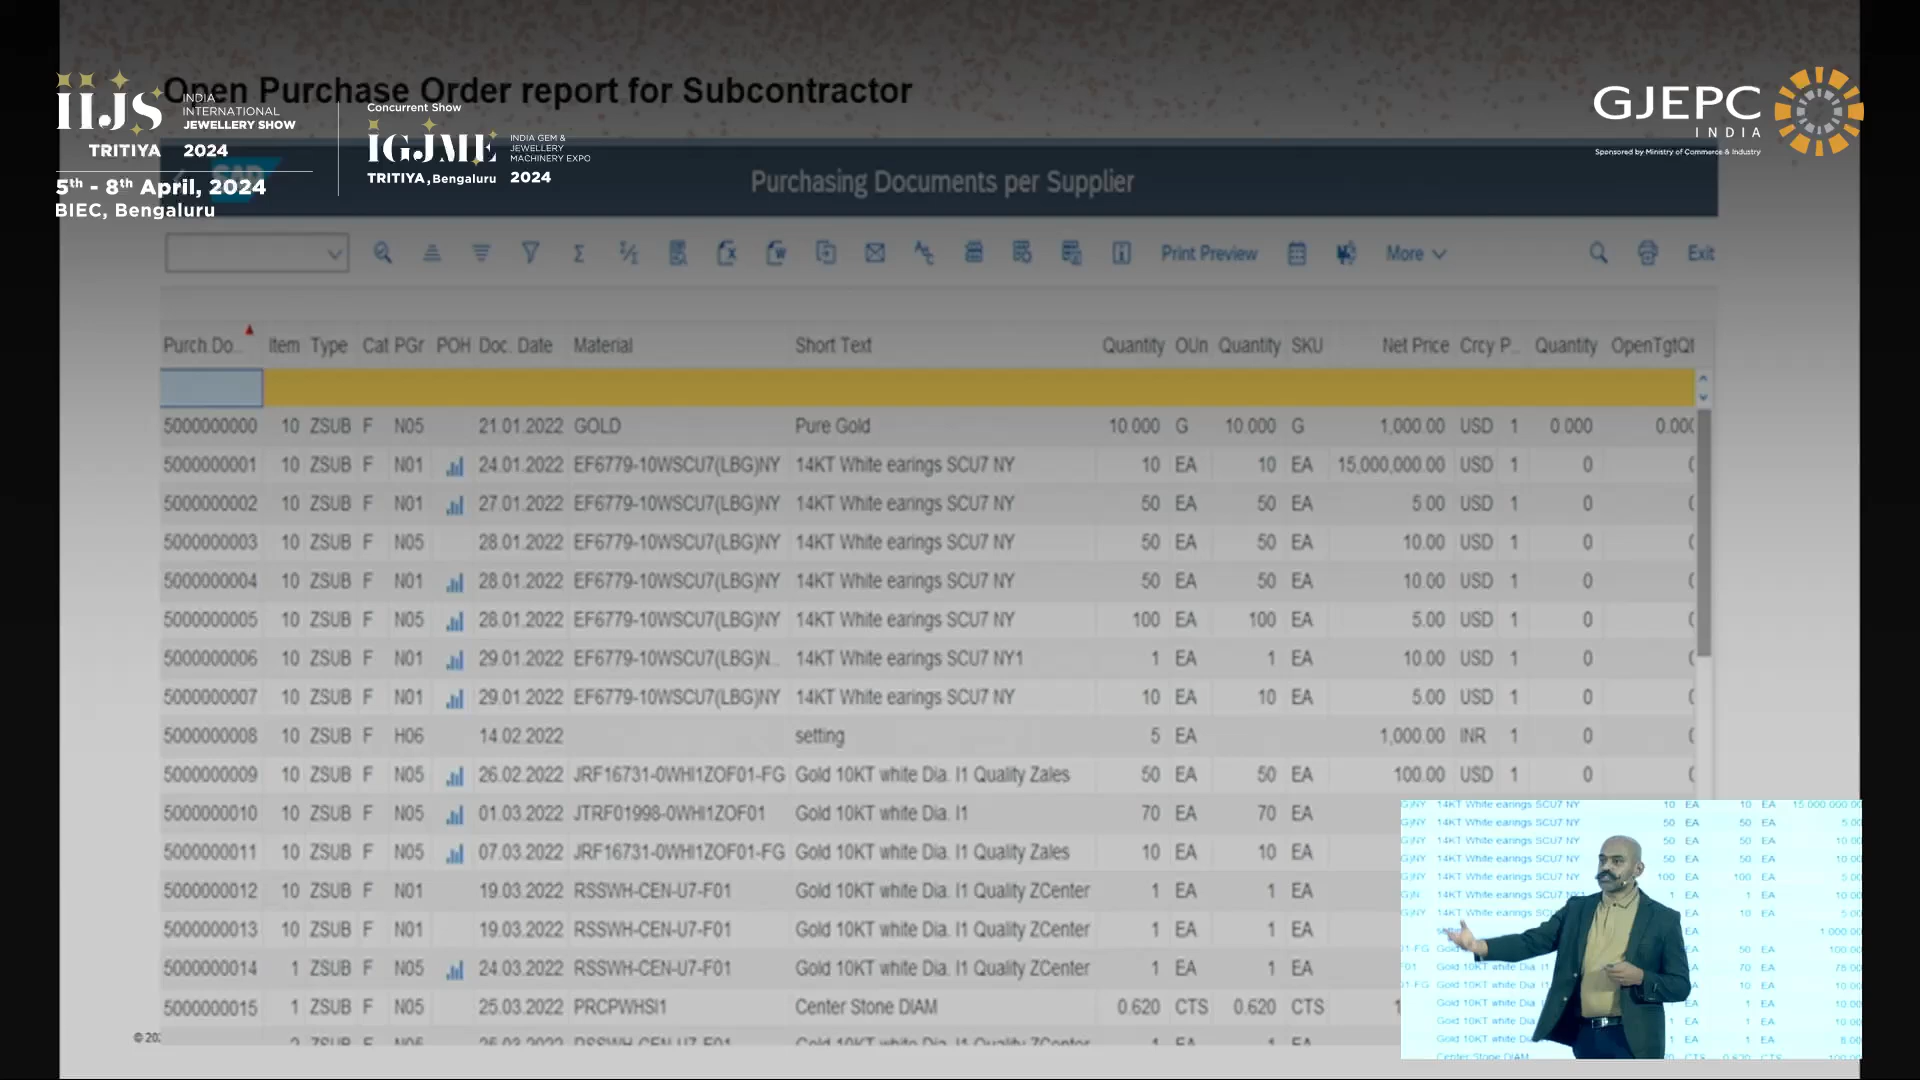 Open Purchase Order report for Subcontractor
IIJS INDIA INTERNATIONAL JEWELLERY SHOW
TRITIYA 2024
5th - 8th April, 2024
BIEC, Bengaluru
Concurrent Show
IGJME INDIA GEM & JEWELLERY MACHINERY EXPO
TRITIYA, Bengaluru 2024
GJEPC
INDIA
Sponsored by Ministry of Commerce & Industry
SAP
Purchasing Documents per Supplier
Print Preview More Exit
Purch.Do... Item Type Cat PGr POH Doc. Date Material Short Text Quantity OUn Quantity SKU Net Price Crcy P... Quantity OpenTgtQt
5000000000 10 ZSUB F N05 21.01.2022 GOLD Pure Gold 10.000 G 10.000 G 1,000.00 USD 1 0.000 0.000
5000000001 10 ZSUB F N01 24.01.2022 EF6779-10WSCU7(LBG)NY 14KT White earings SCU7 NY 10 EA 10 EA 15,000,000.00 USD 1 0
5000000002 10 ZSUB F N01 27.01.2022 EF6779-10WSCU7(LBG)NY 14KT White earings SCU7 NY 50 EA 50 EA 5.00 USD 1 0
5000000003 10 ZSUB F N05 28.01.2022 EF6779-10WSCU7(LBG)NY 14KT White earings SCU7 NY 50 EA 50 EA 10.00 USD 1 0
5000000004 10 ZSUB F N01 28.01.2022 EF6779-10WSCU7(LBG)NY 14KT White earings SCU7 NY 50 EA 50 EA 10.00 USD 1 0
5000000005 10 ZSUB F N05 28.01.2022 EF6779-10WSCU7(LBG)NY 14KT White earings SCU7 NY 100 EA 100 EA 5.00 USD 1 0
5000000006 10 ZSUB F N01 29.01.2022 EF6779-10WSCU7(LBG)N... 14KT White earings SCU7 NY1 1 EA 1 EA 10.00 USD 1 0
5000000007 10 ZSUB F N01 29.01.2022 EF6779-10WSCU7(LBG)NY 14KT White earings SCU7 NY 10 EA 10 EA 5.00 USD 1 0
5000000008 10 ZSUB F H06 14.02.2022 setting 5 EA 1,000.00 INR 1 0
5000000009 10 ZSUB F N05 26.02.2022 JRF16731-0WHI1ZOF01-FG Gold 10KT white Dia. I1 Quality Zales 50 EA 50 EA 100.00 USD 1 0
5000000010 10 ZSUB F N05 01.03.2022 JTRF01998-0WHI1ZOF01 Gold 10KT white Dia. I1 70 EA 70 EA
5000000011 10 ZSUB F N05 07.03.2022 JRF16731-0WHI1ZOF01-FG Gold 10KT white Dia. I1 Quality Zales 10 EA 10 EA
5000000012 10 ZSUB F N01 19.03.2022 RSSWH-CEN-U7-F01 Gold 10KT white Dia. I1 Quality ZCenter 1 EA 1 EA
5000000013 10 ZSUB F N01 19.03.2022 RSSWH-CEN-U7-F01 Gold 10KT white Dia. I1 Quality ZCenter 1 EA 1 EA
5000000014 1 ZSUB F N05 24.03.2022 RSSWH-CEN-U7-F01 Gold 10KT white Dia. I1 Quality ZCenter 1 EA 1 EA
5000000015 1 ZSUB F N05 25.03.2022 PRCPWHSI1 Center Stone DIAM 0.620 CTS 0.620 CTS
© 202